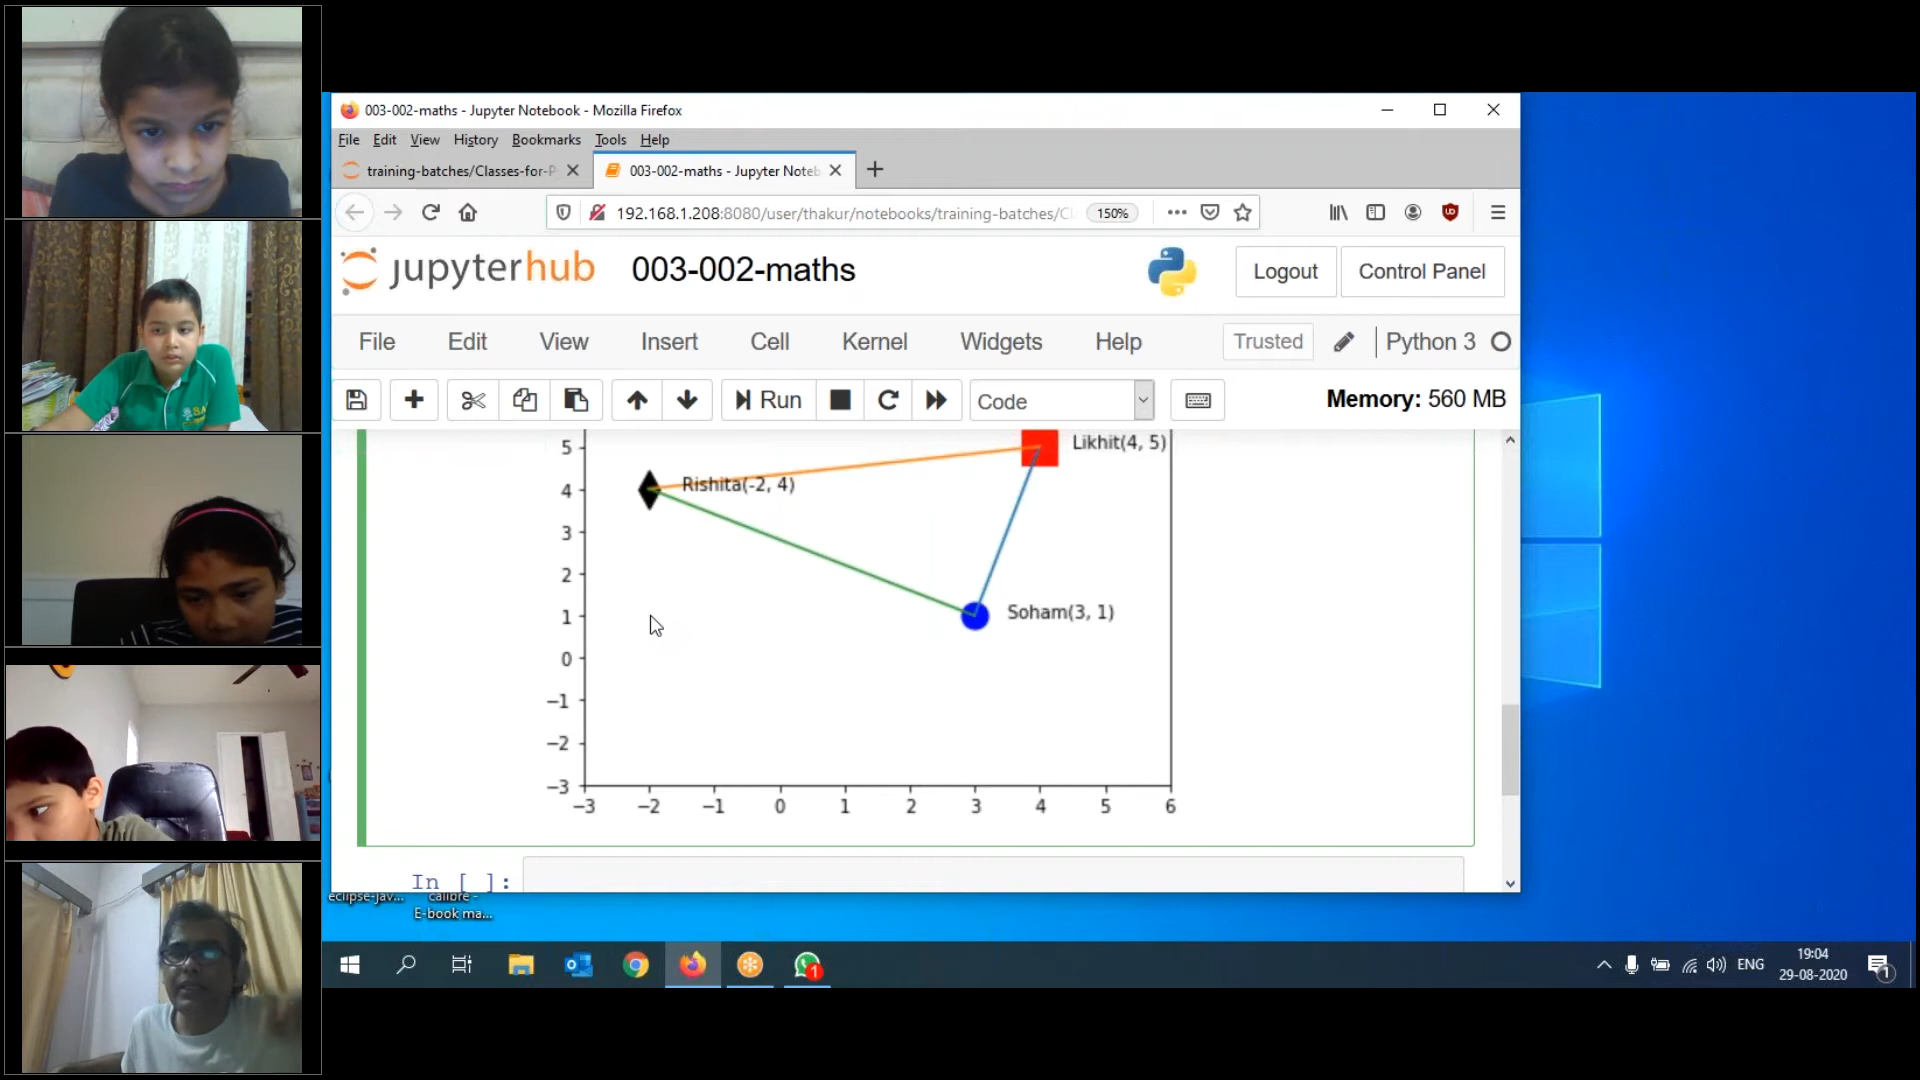 003-002-maths - Jupyter Notebook - Mozilla Firefox
File Edit View History Bookmarks Tools Help
training-batches/Classes-for-P
003-002-maths - Jupyter Noteb
192.168.1.208:8080/user/thakur/notebooks/training-batches/C
150%
jupyterhub
003-002-maths
Logout
Control Panel
File Edit View Insert Cell Kernel Widgets Help
Trusted
Python 3
Run
Code
Memory: 560 MB
5
4
3
2
1
0
−1
−2
−3
−3 −2 −1 0 1 2 3 4 5 6
Likhit(4, 5)
Rishita(-2, 4)
Soham(3, 1)
In [ ]:
eclipse-jav...
calibre -
E-book ma...
1
ENG
19:04
29-08-2020
1